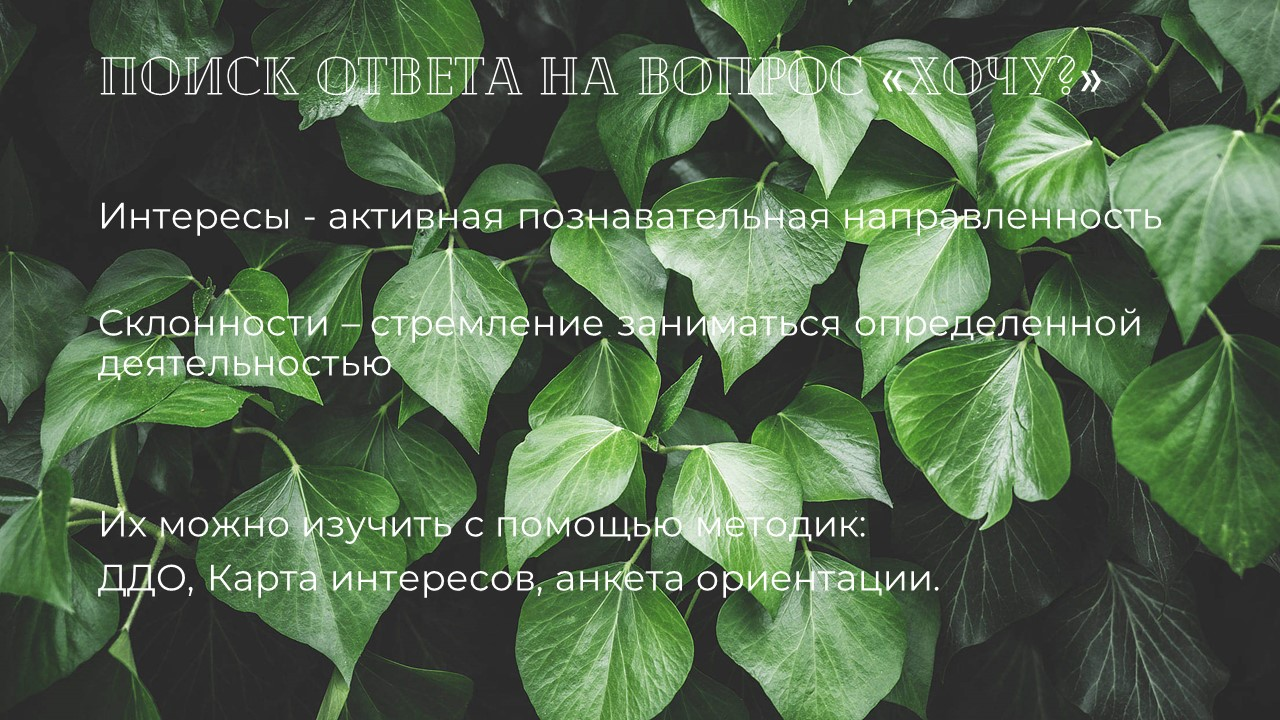 ПОИСК ОТВЕТА НА ВОПРОС «ХОЧУ?»
Интересы - активная познавательная направленность
Склонности – стремление заниматься определенной
деятельностью
Их можно изучить с помощью методик:
ДДО, Карта интересов, анкета ориентации.